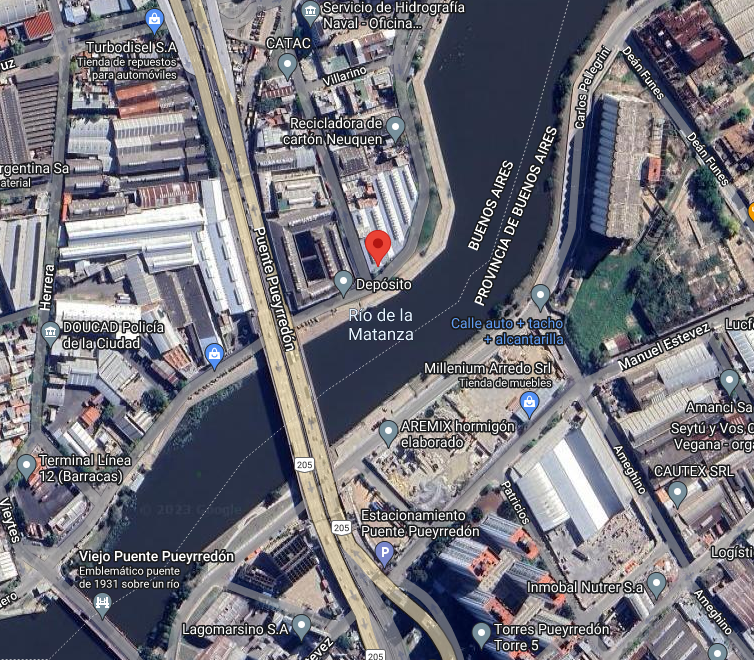 Servicio de Hidrografía
Naval - Oficina...
Turbodisel S.A
Tienda de repuestos
para automóviles
CATAC
uz
Villarino
Carlos Pellegrini
Deán Funes
Recicladora de
cartón Neuquen
Deán Funes
rgentina Sa
aterial
BUENOS AIRES
PROVINCIA DE BUENOS AIRES
Herrera
Puente Pueyrredón
Depósito
Río de la
Matanza
DOUCAD Policía
de la Ciudad
Calle auto + tacho
+ alcantarilla
Manuel Estevez
Lucf
Millenium Arredo Srl
Tienda de muebles
Amanci Sa
AREMIX hormigón
elaborado
Seytú y Vos
Vegana - org
Terminal Línea
12 (Barracas)
205
CAUTEX SRL
Ameghino
Vieytes
Patricios
© 2023 Google
Estacionamiento
Puente Pueyrredón
205
P
Viejo Puente Pueyrredón
Emblemático puente
de 1931 sobre un río
Logísti
Inmobal Nutrer S.a
Ameghino
ero
Lagomarsino S.A
evez
Torres Pueyrredón,
Torre 5
205